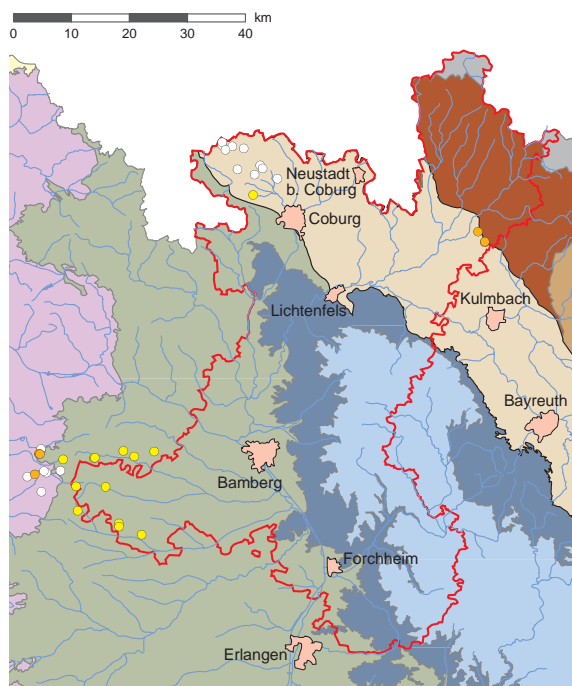 km
0 10 20 30 40
Neustadt
b. Coburg
Coburg
Lichtenfels
Kulmbach
Bayreuth
Bamberg
Forchheim
Erlangen